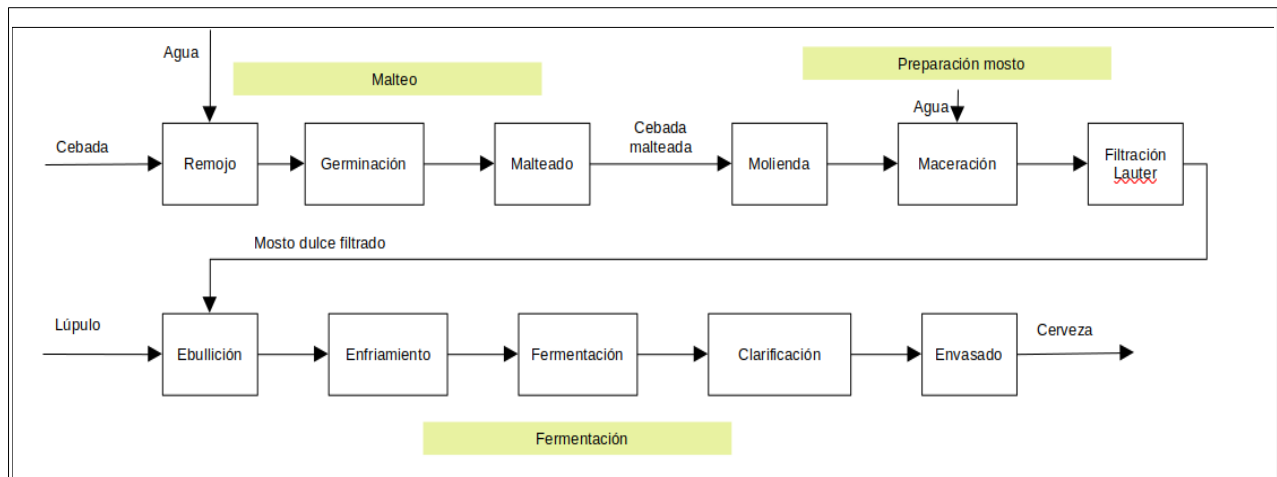 Agua
Malteo
Preparación mosto
Agua
Cebada
Remojo
Germinación
Malteado
Cebada
malteada
Molienda
Maceración
Filtración
Lauter
Mosto dulce filtrado
Lúpulo
Ebullición
Enfriamiento
Fermentación
Clarificación
Envasado
Cerveza
Fermentación